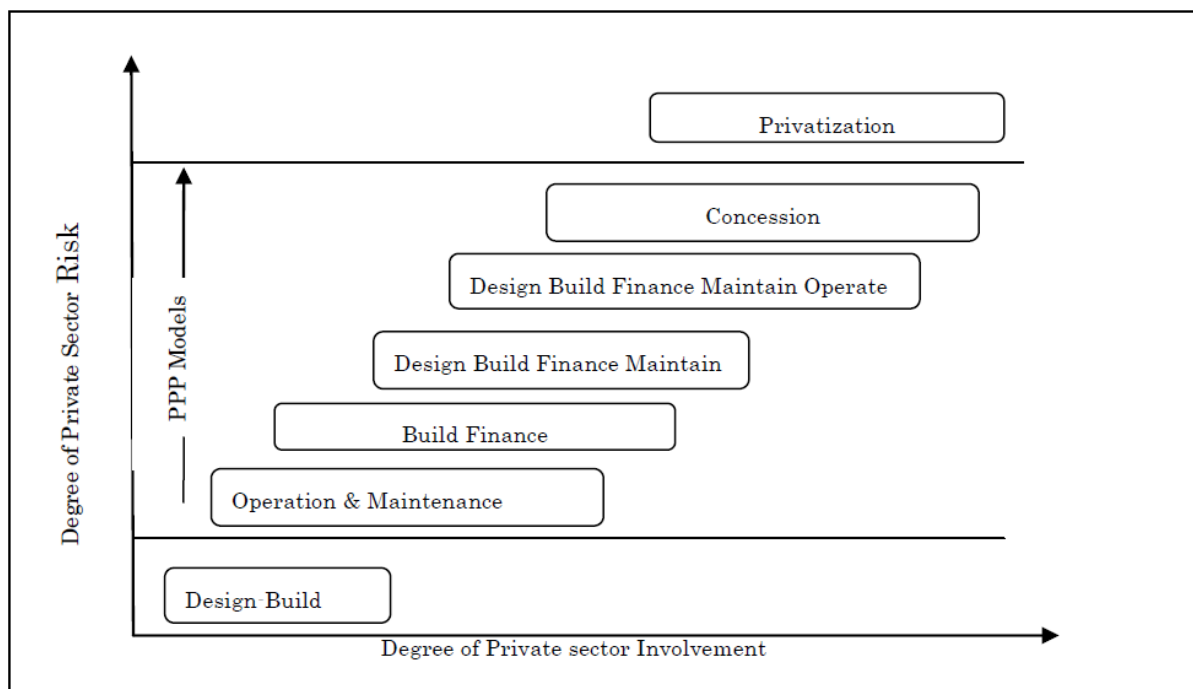 Privatization
Concession
Design Build Finance Maintain Operate
Design Build Finance Maintain
Build Finance
Operation & Maintenance
Design-Build
PPP Models
Degree of Private Sector Risk
Degree of Private sector Involvement